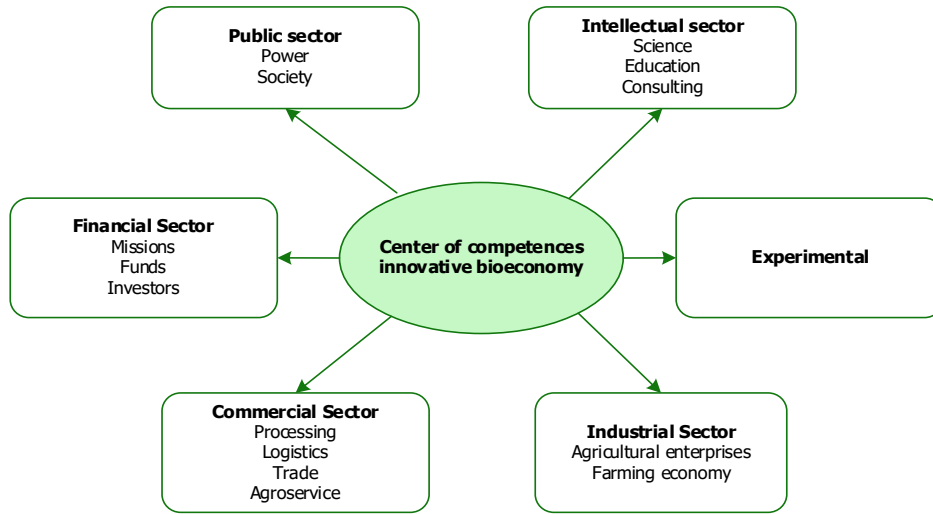 Public sector
Power
Society
Intellectual sector
Science
Education
Consulting
Financial Sector
Missions
Funds
Investors
Center of competences
innovative bioeconomy
Experimental
Commercial Sector
Processing
Logistics
Trade
Agroservice
Industrial Sector
Agricultural enterprises
Farming economy